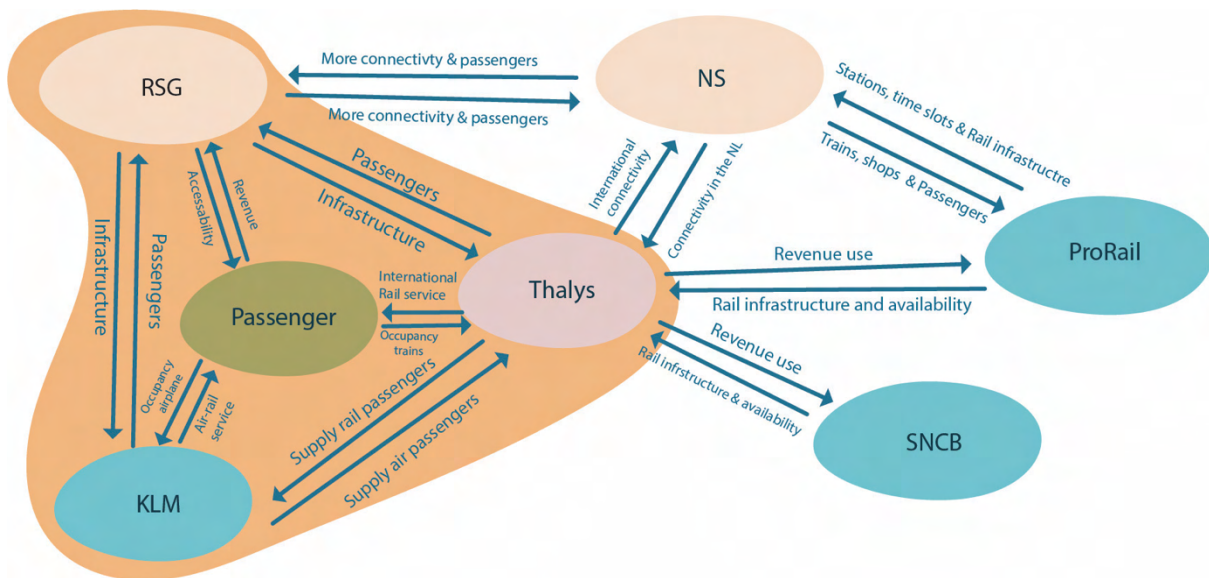 RSG
More connectivty & passengers
More connectivity & passengers
NS
Stations, time slots & Rail infrastructre
Trains, shops & Passengers
ProRail
Passengers
Infrastructure
International
connectivity
Connectivity in the NL
Revenue
Accessability
Infrastructure
Passengers
Passenger
International
Rail service
Occupancy
trains
Thalys
Revenue use
Rail infrastructure and availability
Revenue use
Rail infrstructure & availability
SNCB
Occupancy
airplane
Air-rail
service
Supply rail passengers
Supply air passengers
KLM